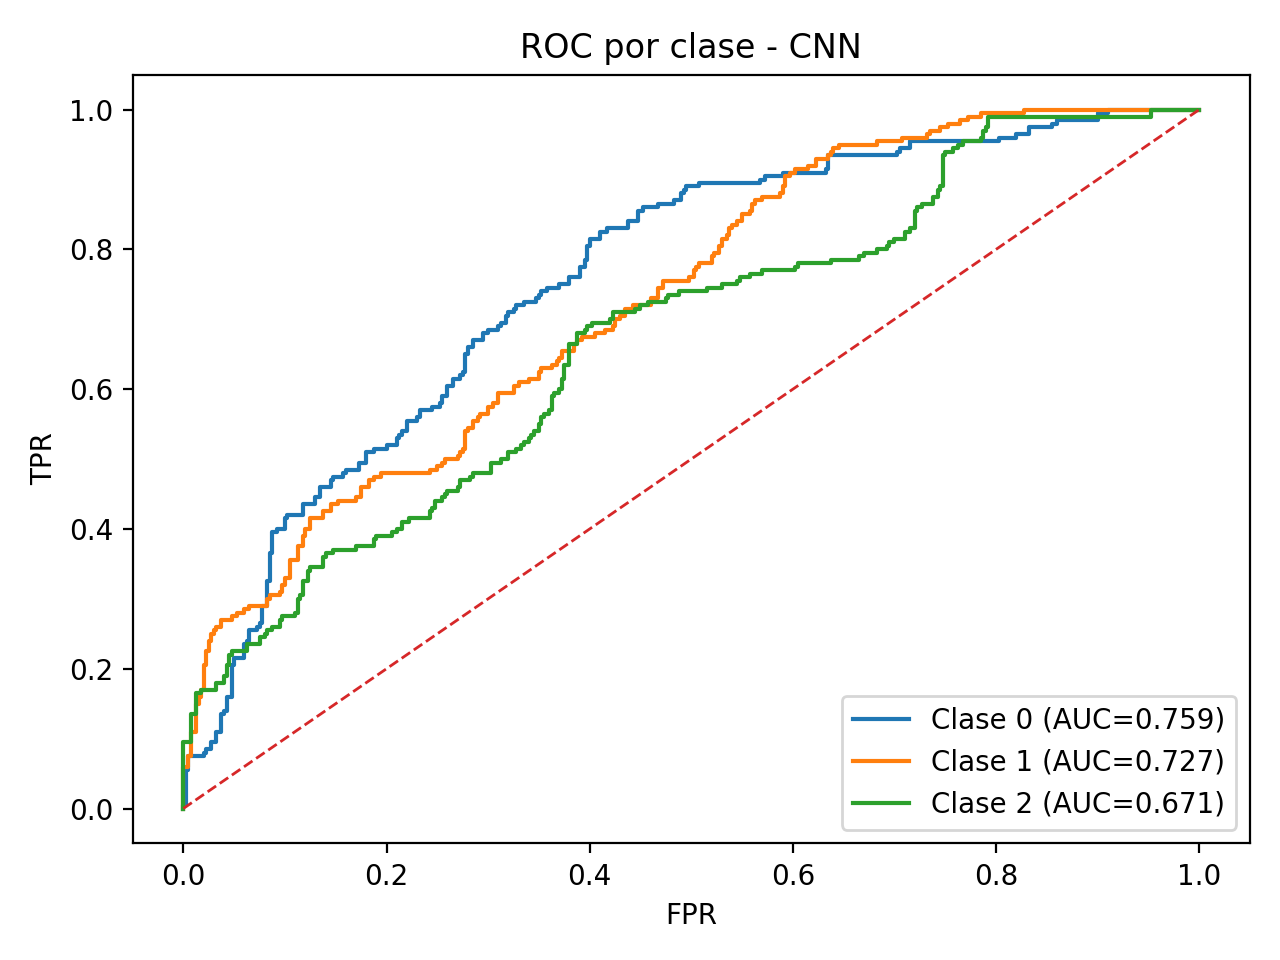 ROC por clase - CNN
TPR
1.0
0.8
0.6
0.4
0.2
0.0
Clase 0 (AUC=0.759)
Clase 1 (AUC=0.727)
Clase 2 (AUC=0.671)
0.0 0.2 0.4 0.6 0.8 1.0
FPR